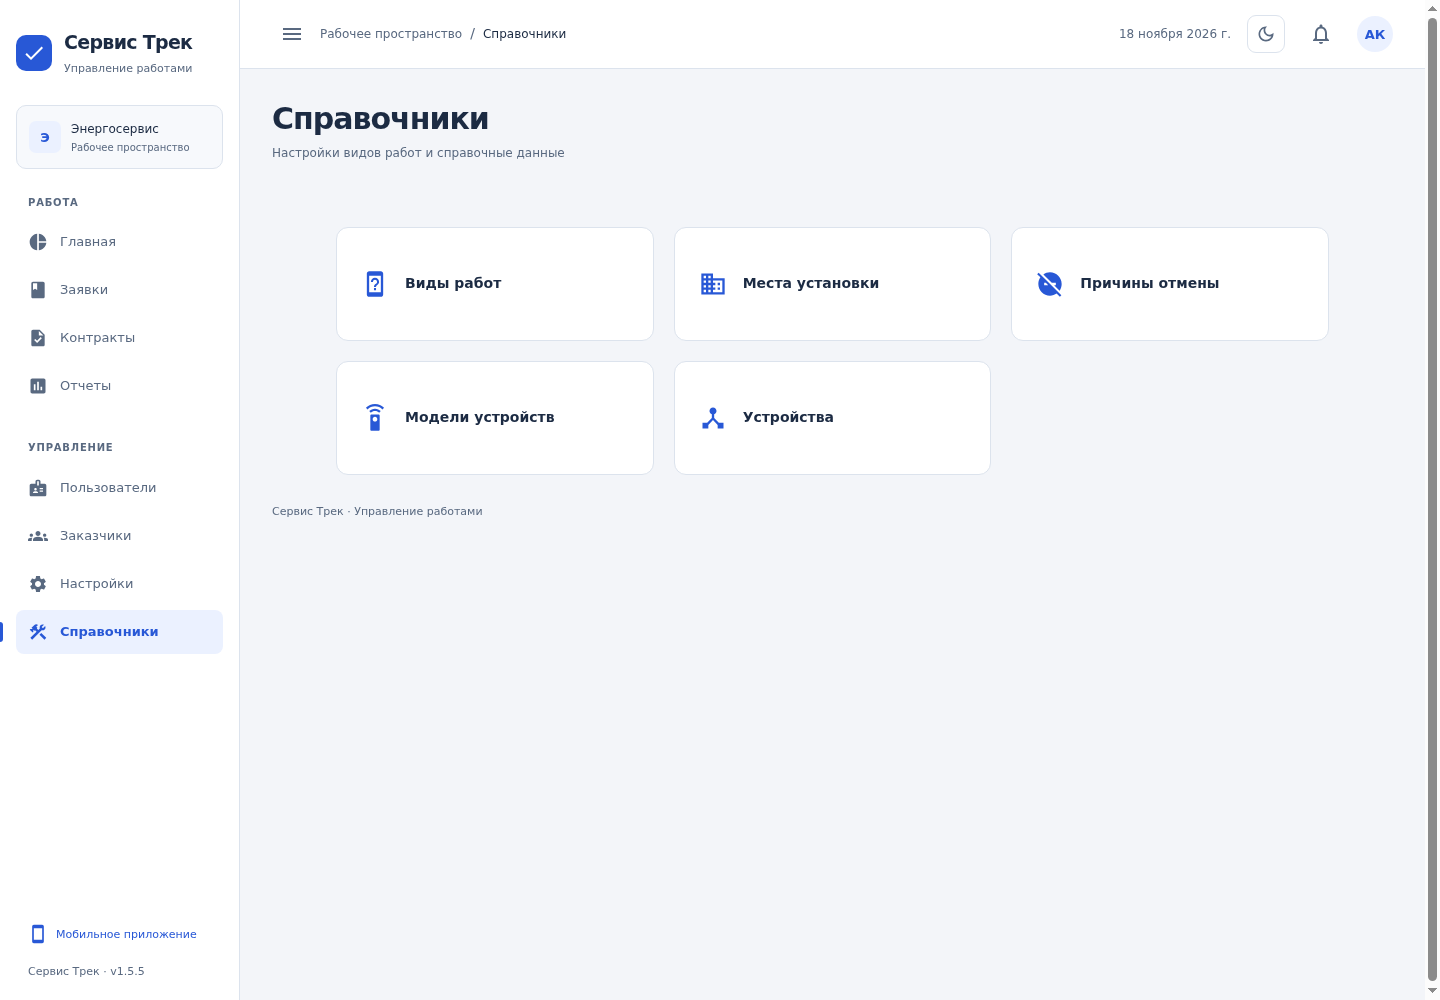 Сервис Трек
Управление работами
Э
Энергосервис
Рабочее пространство
РАБОТА
Главная
Заявки
Контракты
Отчеты
УПРАВЛЕНИЕ
Пользователи
Заказчики
Настройки
Справочники
Мобильное приложение
Сервис Трек · v1.5.5
Рабочее пространство / Справочники
18 ноября 2026 г.
АК
Справочники
Настройки видов работ и справочные данные
Виды работ
Места установки
Причины отмены
Модели устройств
Устройства
Сервис Трек · Управление работами